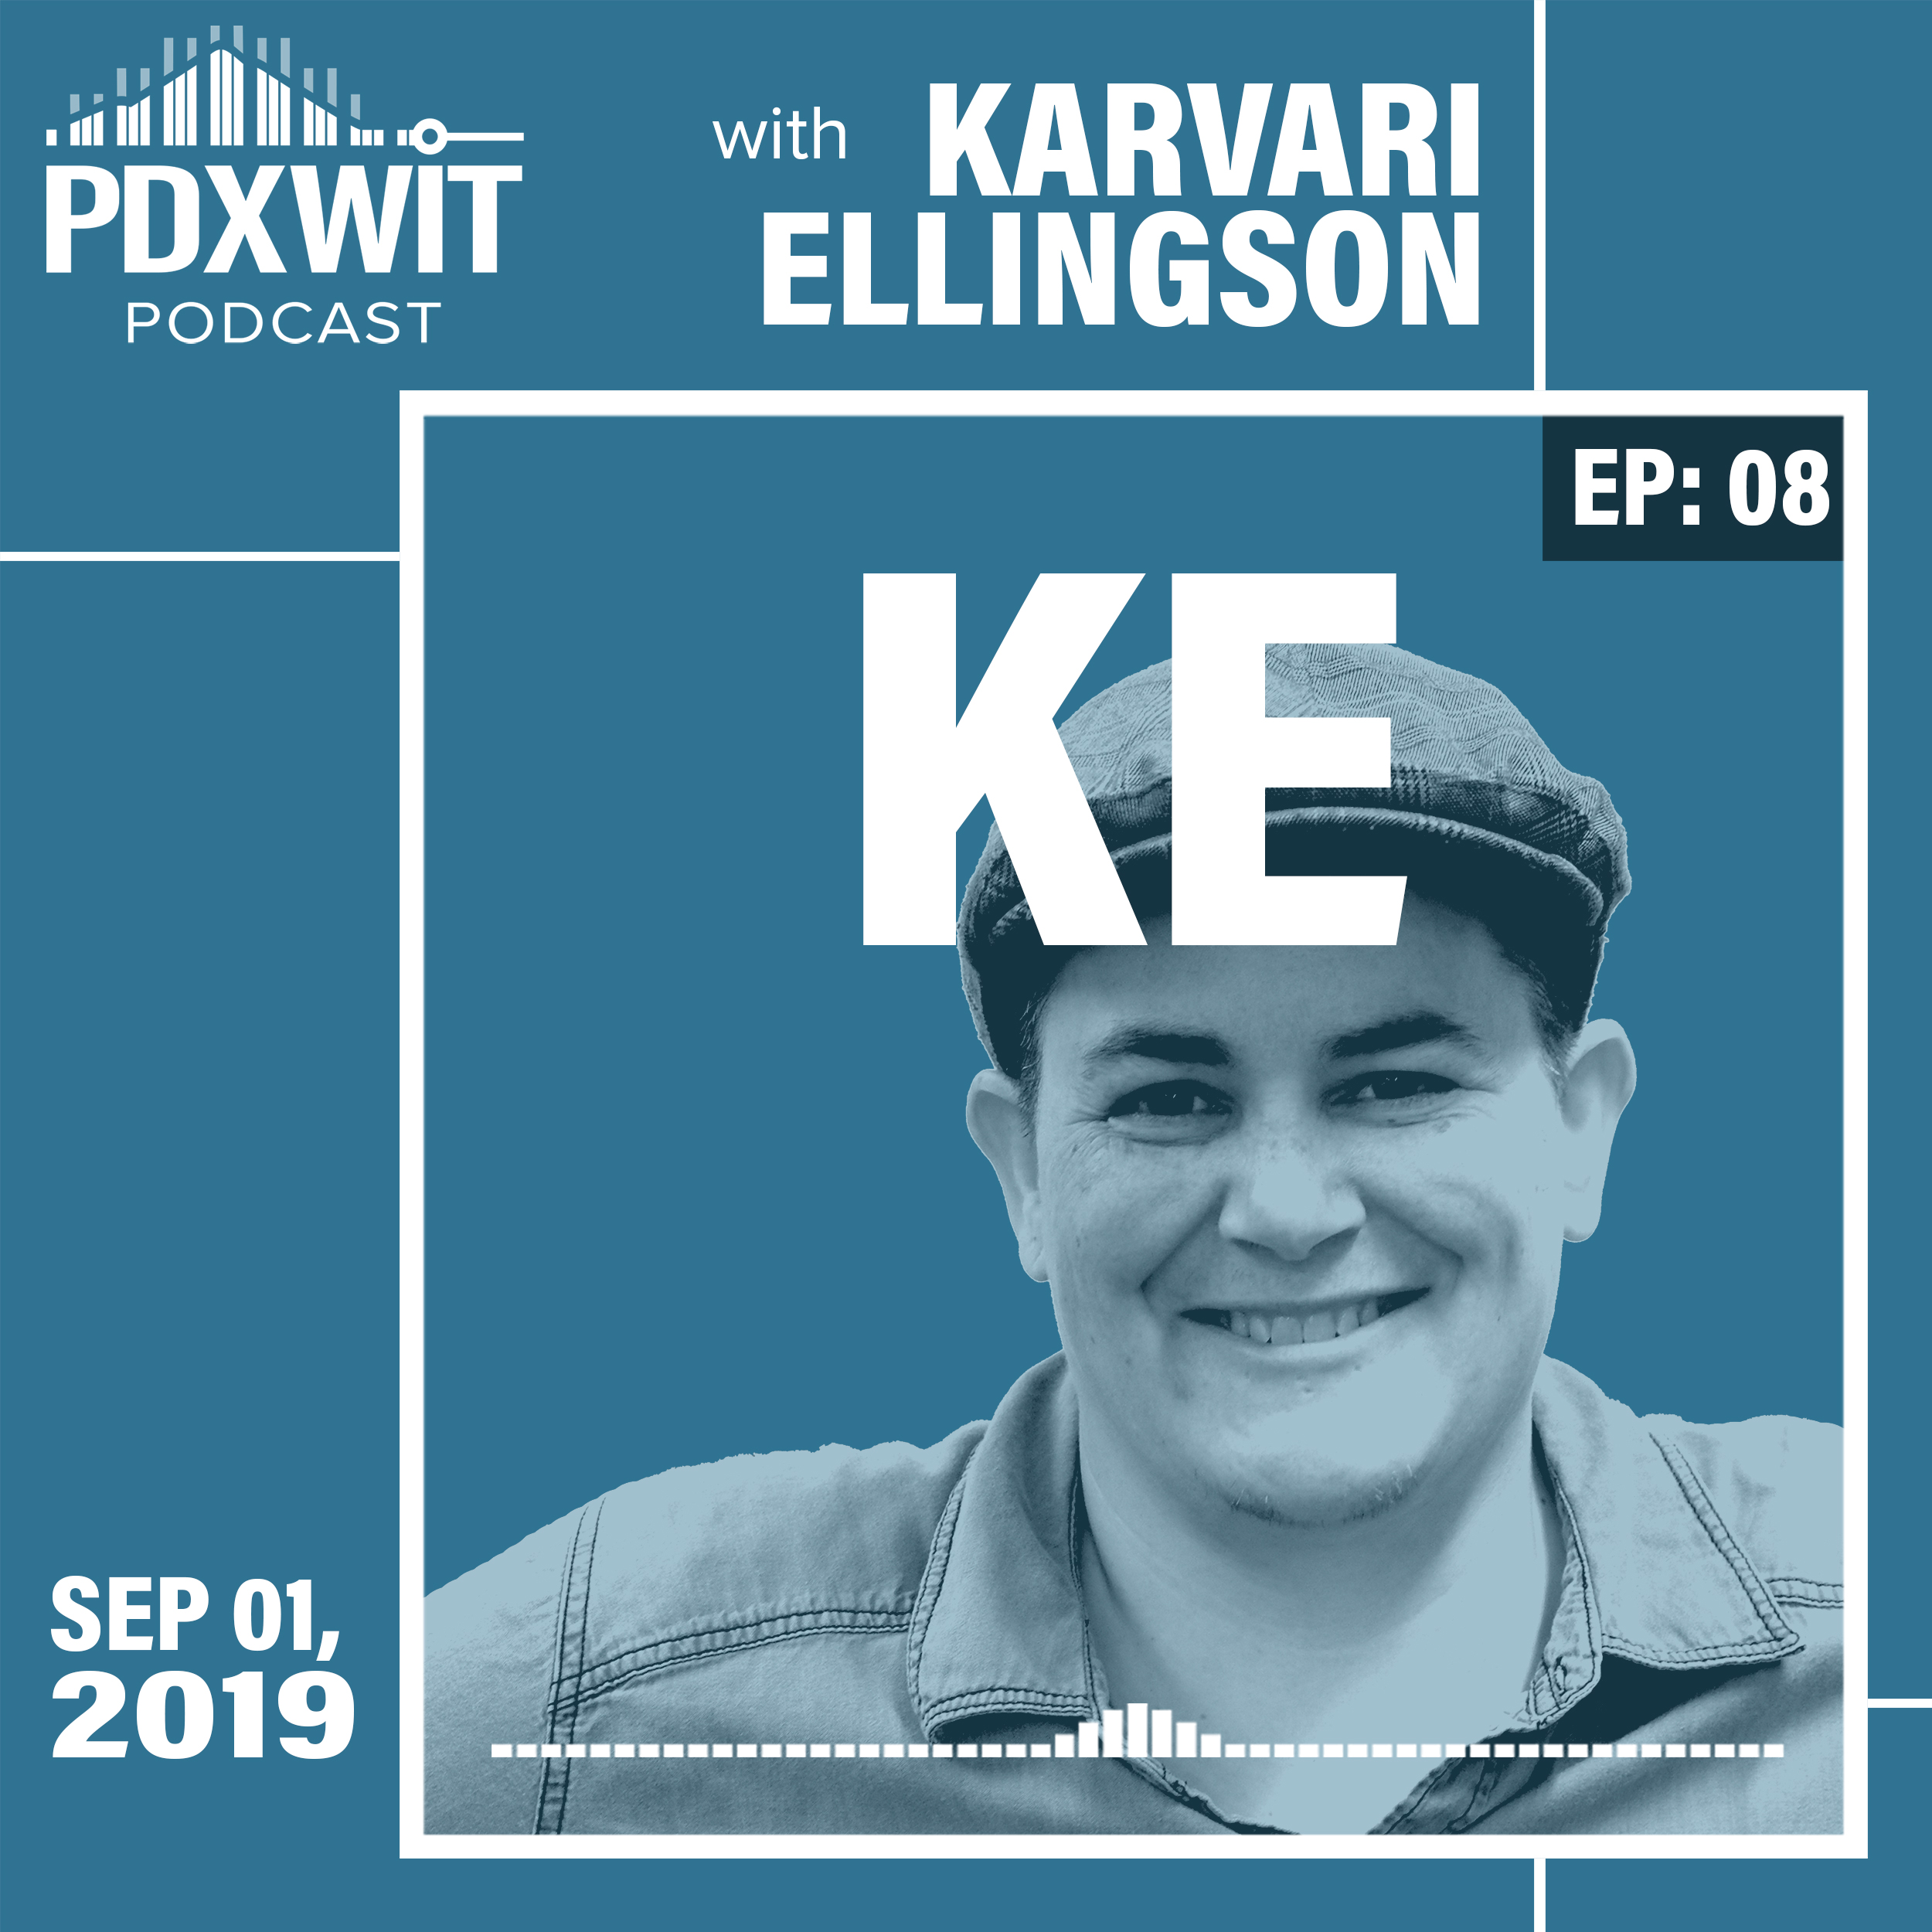 PDXWIT
PODCAST
with KARVARI
ELLINGSON
EP: 08
KE
SEP 01,
2019